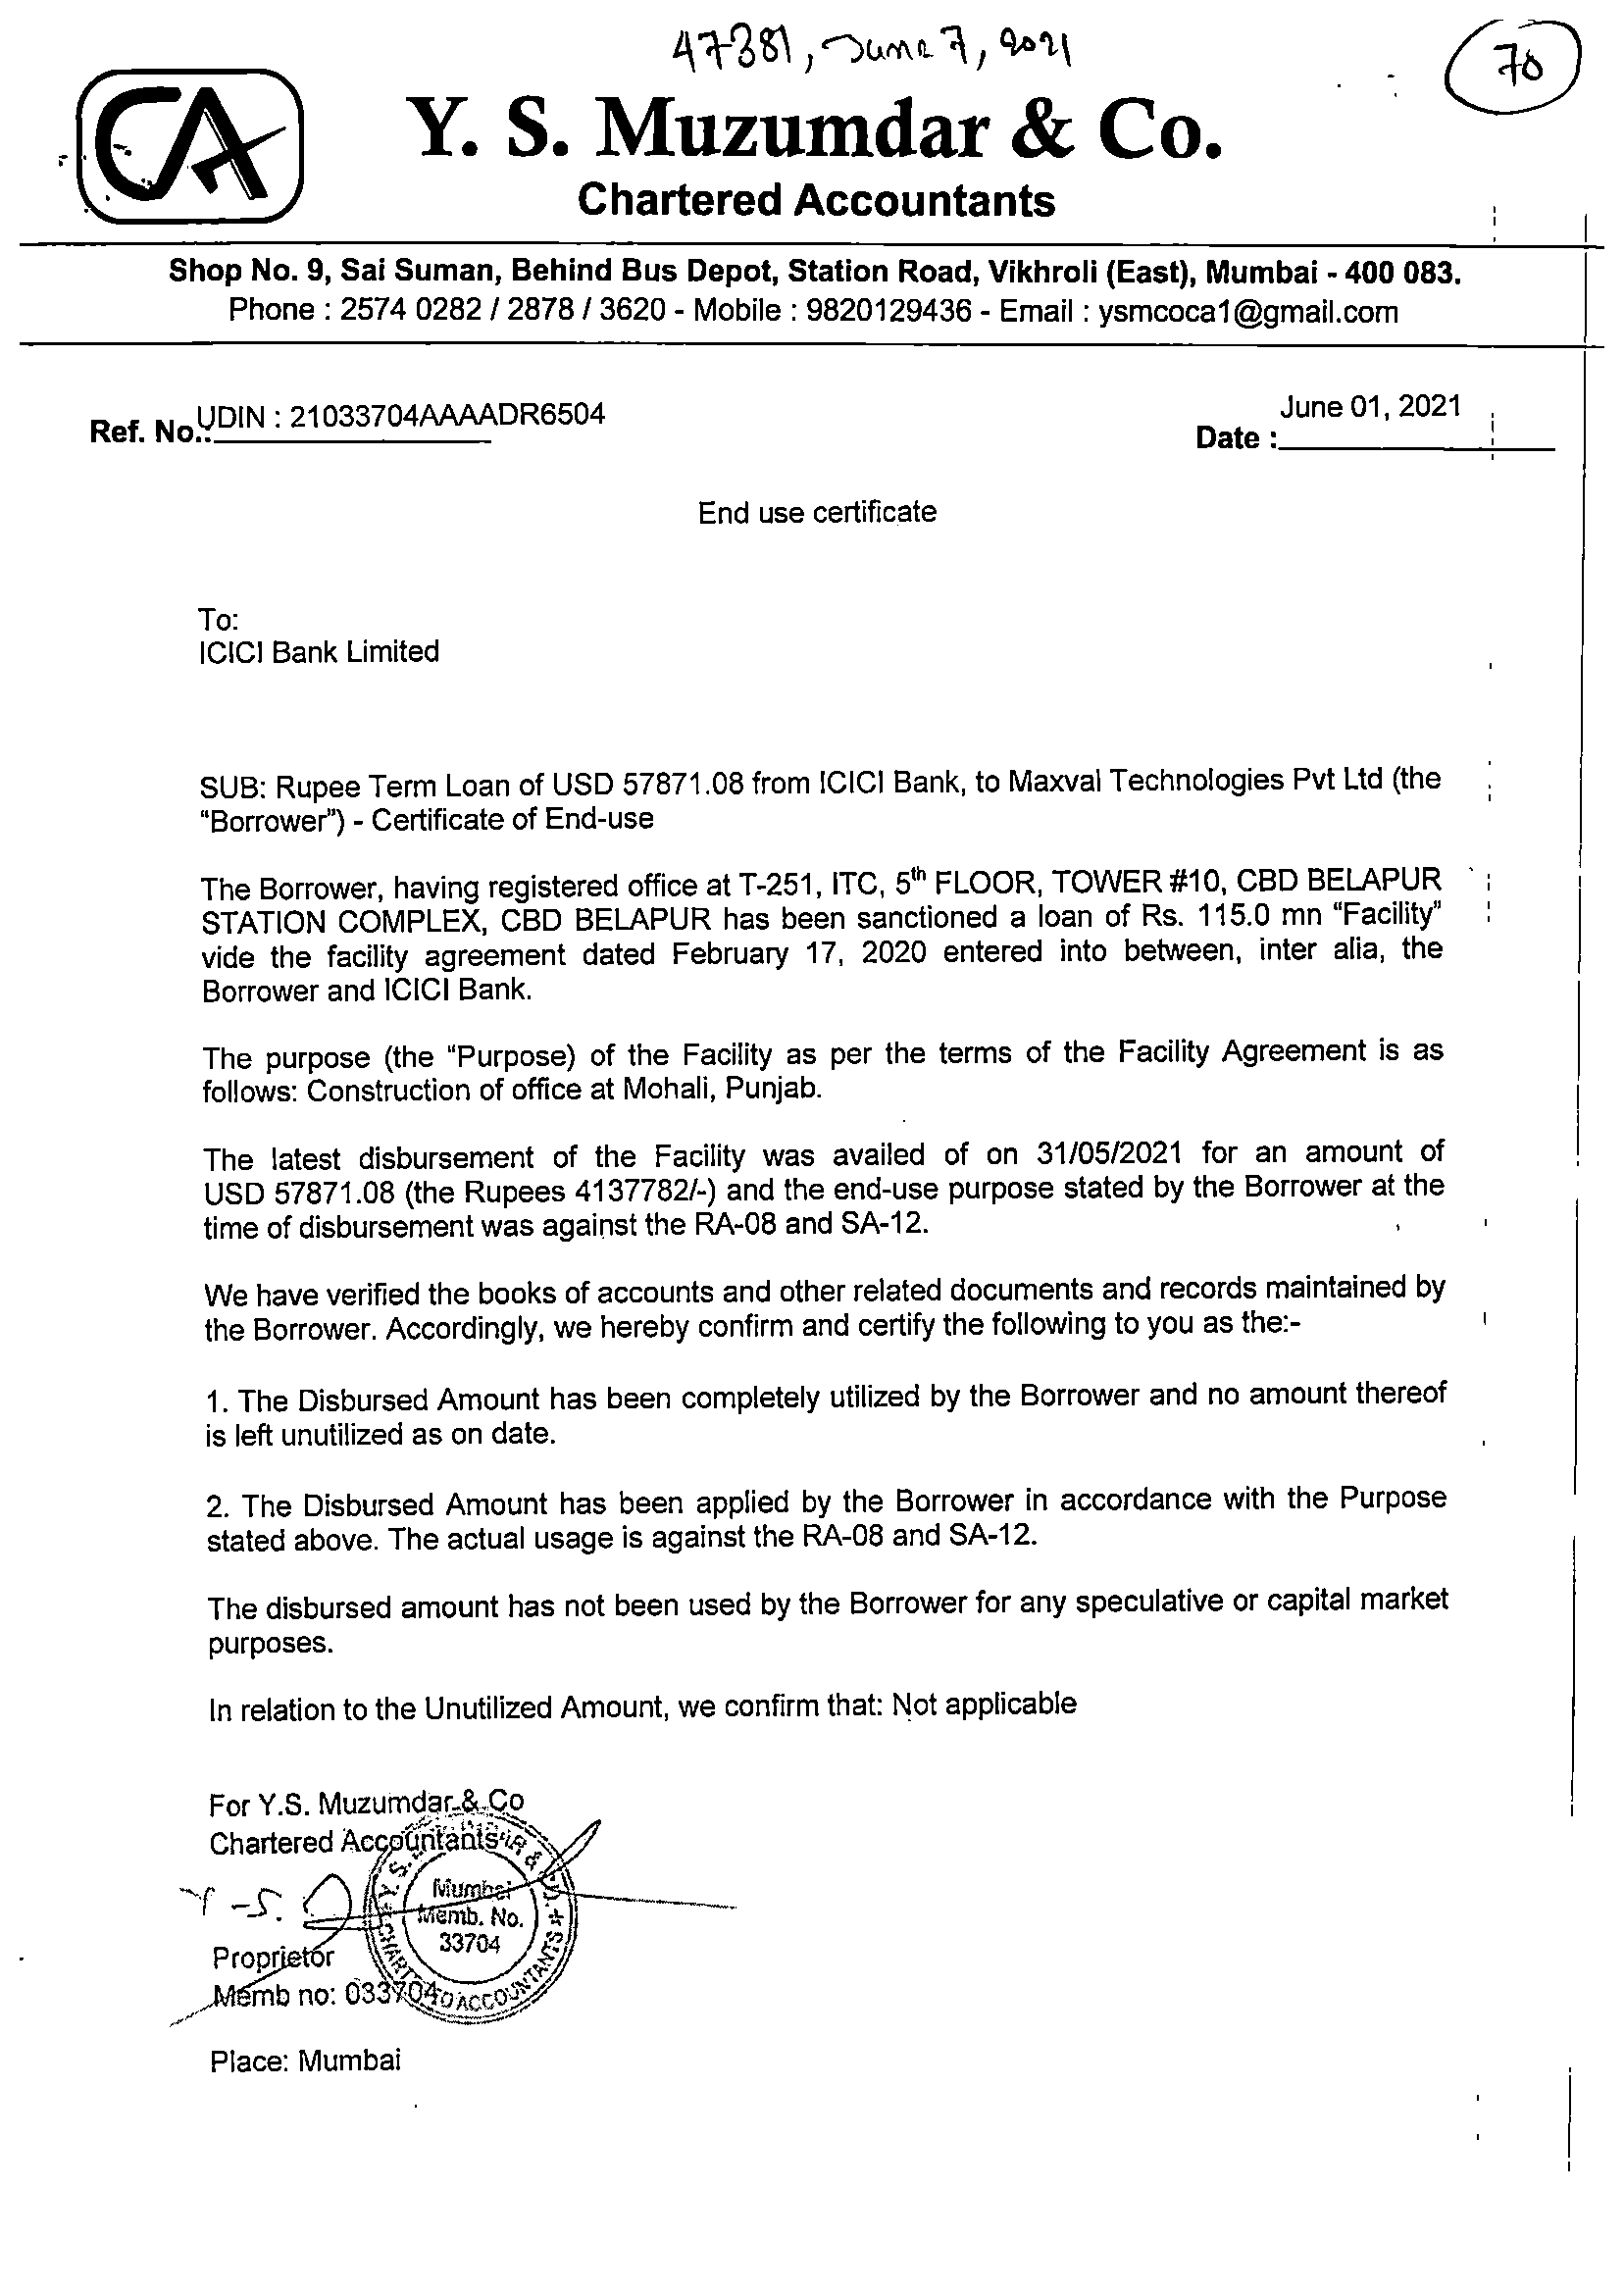 47381, June 7, 2021
70
CA
Y. S. Muzumdar & Co.
Chartered Accountants
Shop No. 9, Sai Suman, Behind Bus Depot, Station Road, Vikhroli (East), Mumbai - 400 083.
Phone : 2574 0282 / 2878 / 3620 - Mobile : 9820129436 - Email : ysmcoca1@gmail.com
Ref. No.: UDIN : 21033704AAAADR6504
Date : June 01, 2021
End use certificate
To:
ICICI Bank Limited
SUB: Rupee Term Loan of USD 57871.08 from ICICI Bank, to Maxval Technologies Pvt Ltd (the
“Borrower”) - Certificate of End-use
The Borrower, having registered office at T-251, ITC, 5th FLOOR, TOWER #10, CBD BELAPUR
STATION COMPLEX, CBD BELAPUR has been sanctioned a loan of Rs. 115.0 mn “Facility”
vide the facility agreement dated February 17, 2020 entered into between, inter alia, the
Borrower and ICICI Bank.
The purpose (the “Purpose) of the Facility as per the terms of the Facility Agreement is as
follows: Construction of office at Mohali, Punjab.
The latest disbursement of the Facility was availed of on 31/05/2021 for an amount of
USD 57871.08 (the Rupees 4137782/-) and the end-use purpose stated by the Borrower at the
time of disbursement was against the RA-08 and SA-12.
We have verified the books of accounts and other related documents and records maintained by
the Borrower. Accordingly, we hereby confirm and certify the following to you as the:-
1. The Disbursed Amount has been completely utilized by the Borrower and no amount thereof
is left unutilized as on date.
2. The Disbursed Amount has been applied by the Borrower in accordance with the Purpose
stated above. The actual usage is against the RA-08 and SA-12.
The disbursed amount has not been used by the Borrower for any speculative or capital market
purposes.
In relation to the Unutilized Amount, we confirm that: Not applicable
For Y.S. Muzumdar & Co
Chartered Accountants
Mumbai
Memb. No.
33704
CHARTERED ACCOUNTANTS
Proprietor
Memb no: 033704
Place: Mumbai